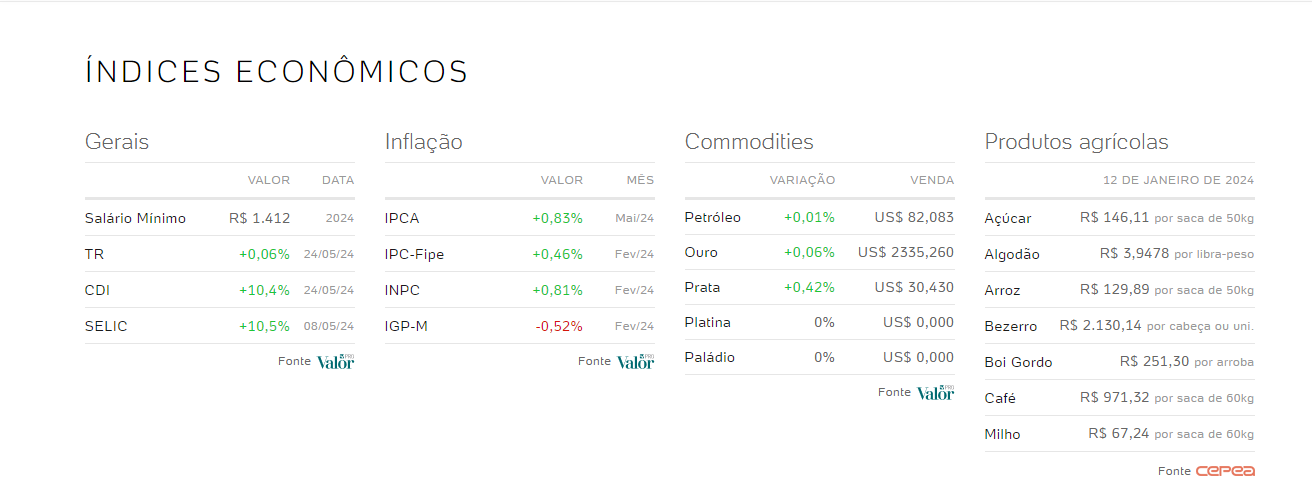 ÍNDICES ECONÔMICOS
Gerais
VALOR DATA
Salário Mínimo R$ 1.412 2024
TR +0,06% 24/05/24
CDI +10,4% 24/05/24
SELIC +10,5% 08/05/24
Fonte Valor PRO
Inflação
VALOR MÊS
IPCA +0,83% Mai/24
IPC-Fipe +0,46% Fev/24
INPC +0,81% Fev/24
IGP-M -0,52% Fev/24
Fonte Valor PRO
Commodities
VARIAÇÃO VENDA
Petróleo +0,01% US$ 82,083
Ouro +0,06% US$ 2335,260
Prata +0,42% US$ 30,430
Platina 0% US$ 0,000
Paládio 0% US$ 0,000
Fonte Valor PRO
Produtos agrícolas
12 DE JANEIRO DE 2024
Açúcar R$ 146,11 por saca de 50kg
Algodão R$ 3,9478 por libra-peso
Arroz R$ 129,89 por saca de 50kg
Bezerro R$ 2.130,14 por cabeça ou uni.
Boi Gordo R$ 251,30 por arroba
Café R$ 971,32 por saca de 60kg
Milho R$ 67,24 por saca de 60kg
Fonte CEPEA